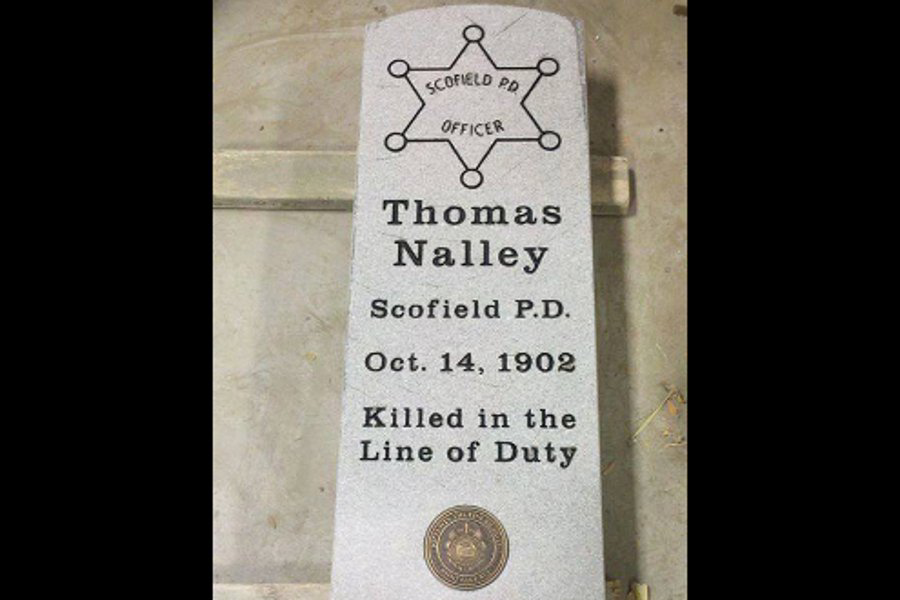 SCOFIELD P.D.
OFFICER
Thomas
Nalley
Scofield P.D.
Oct. 14, 1902
Killed in the
Line of Duty